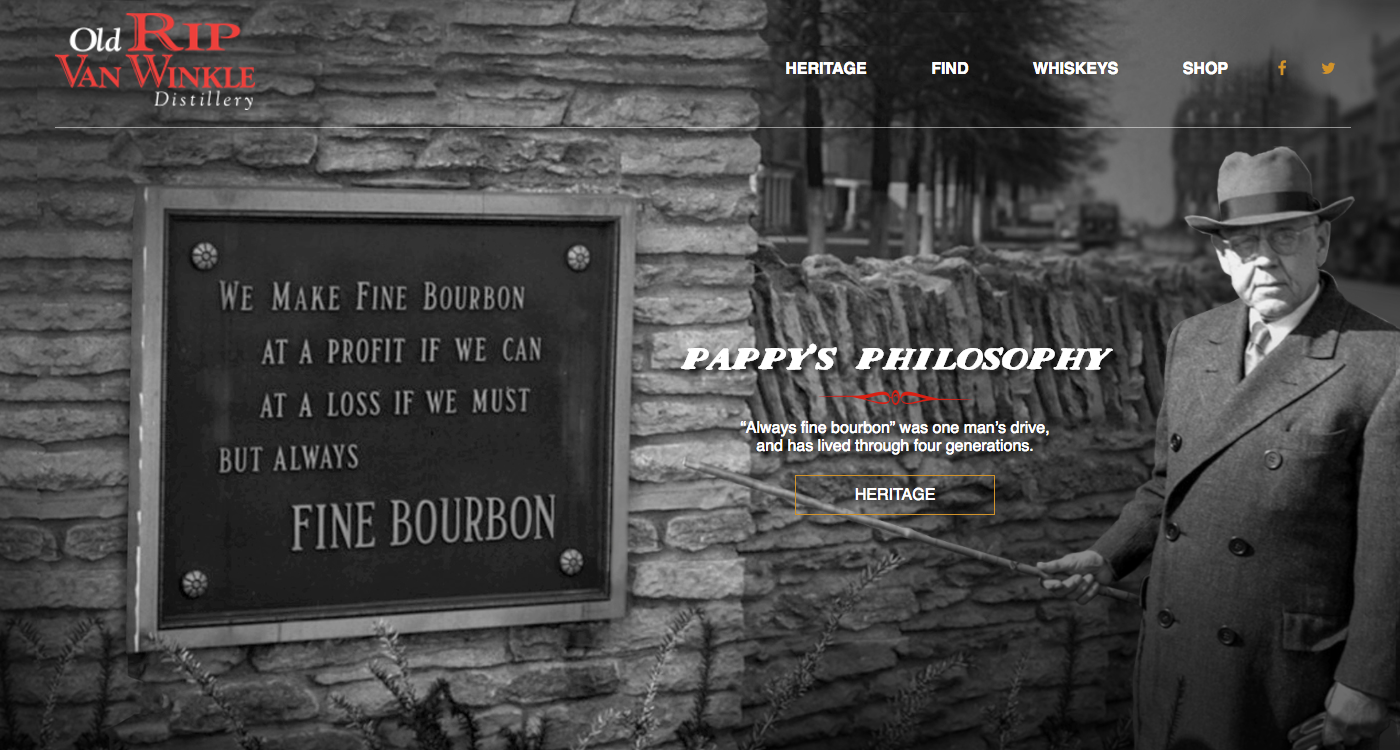 Old RIP
VAN WINKLE
Distillery
HERITAGE
FIND
WHISKEYS
SHOP
WE MAKE FINE BOURBON
AT A PROFIT IF WE CAN
AT A LOSS IF WE MUST
BUT ALWAYS
FINE BOURBON
PAPPY'S PHILOSOPHY
“Always fine bourbon” was one man’s drive,
and has lived through four generations.
HERITAGE